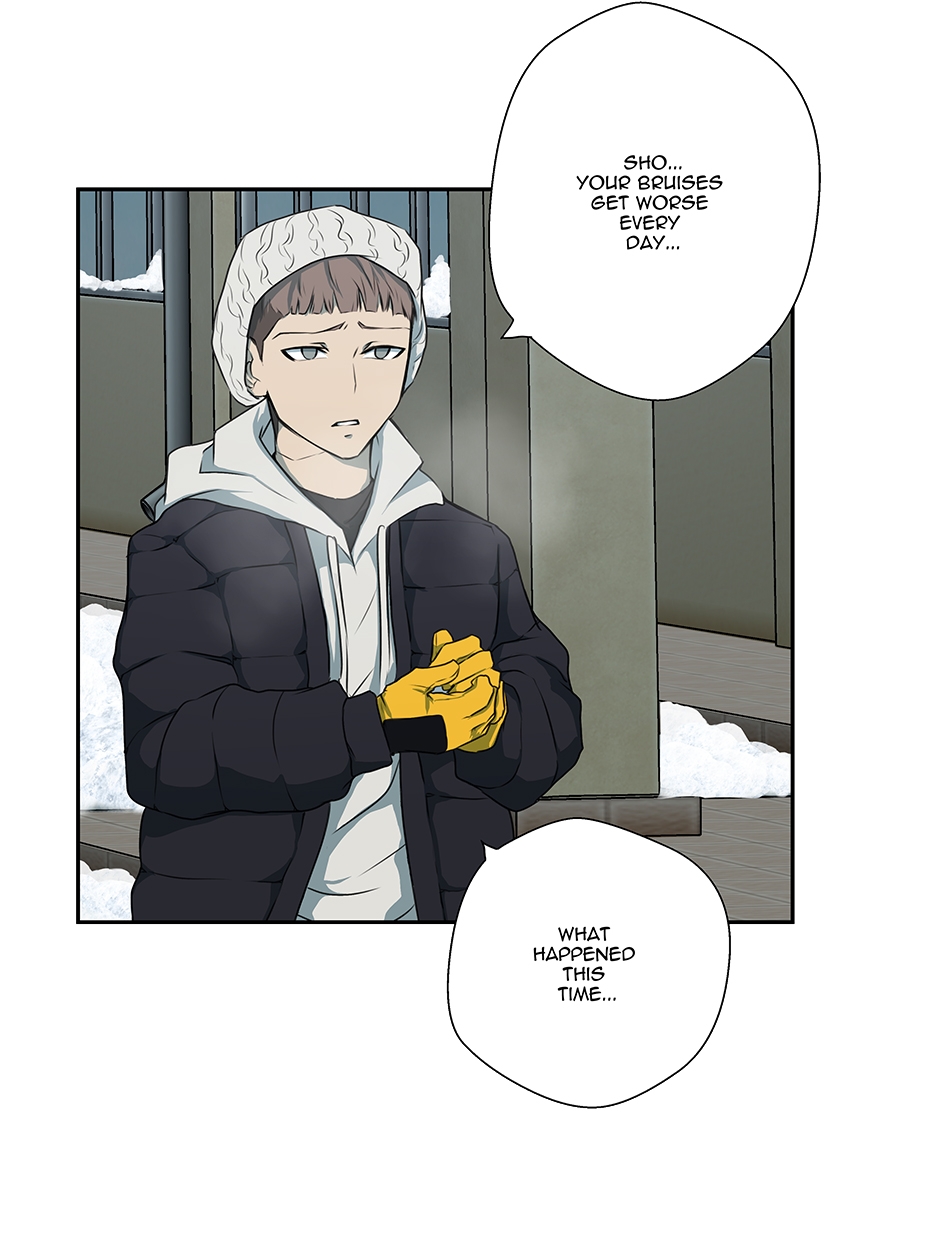 SHO...
YOUR BRUISES
GET WORSE
EVERY
DAY...
WHAT
HAPPENED
THIS
TIME...